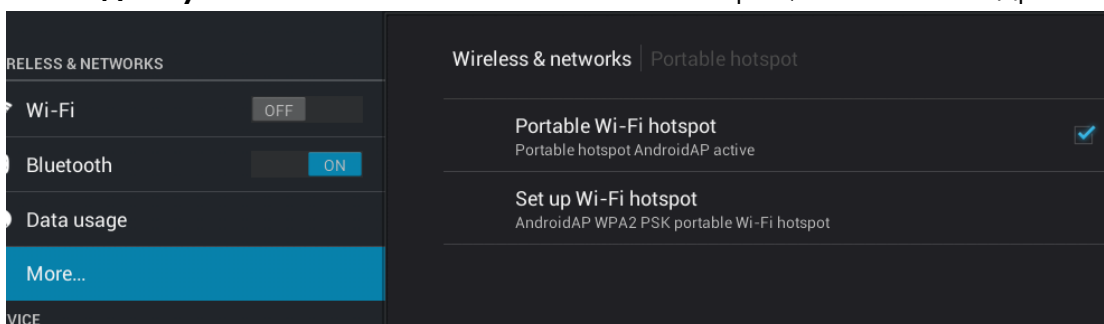 RELESS & NETWORKS
Wi-Fi OFF
Bluetooth ON
Data usage
More...
VICE
Wireless & networks | Portable hotspot
Portable Wi-Fi hotspot
Portable hotspot AndroidAP active
Set up Wi-Fi hotspot
AndroidAP WPA2 PSK portable Wi-Fi hotspot